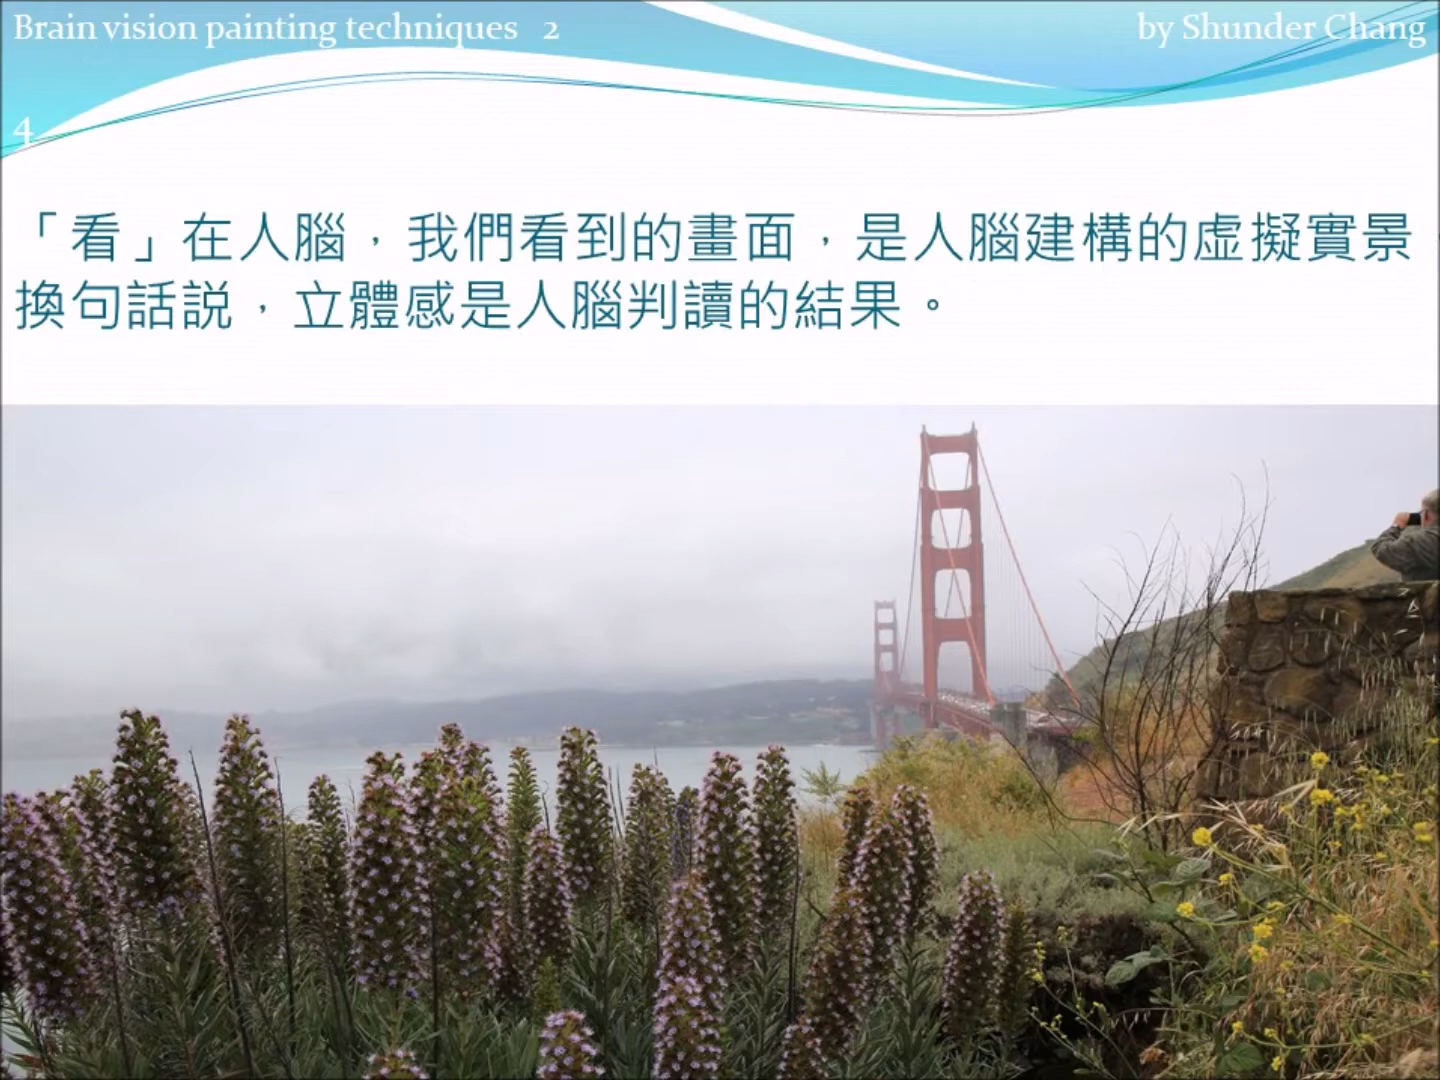 Brain vision painting techniques 2
by Shunder Chang
4
「看」在人腦，我們看到的畫面，是人腦建構的虛擬實景
換句話説，立體感是人腦判讀的結果。